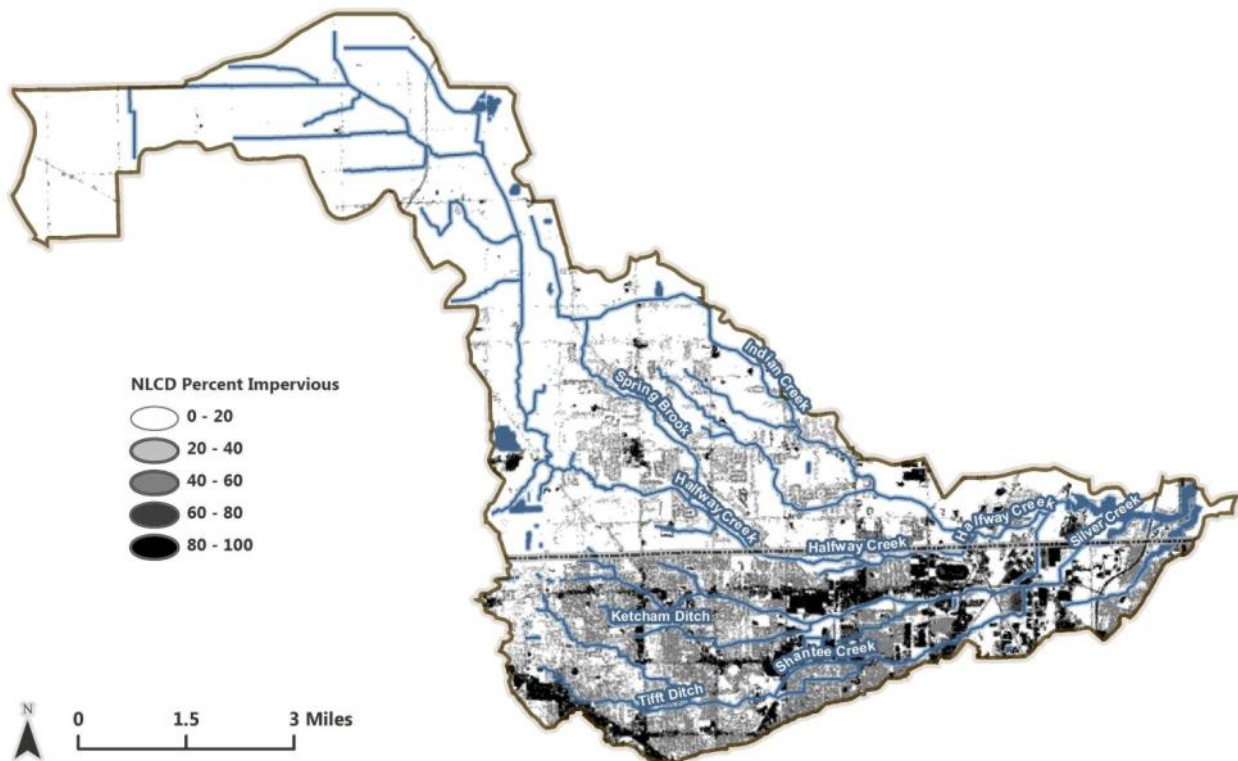 Indian Creek
Spring Brook
NLCD Percent Impervious
0 - 20
20 - 40
40 - 60
60 - 80
80 - 100
Halfway Creek
Halfway Creek
Silver Creek
Halfway Creek
Ketcham Ditch
Shantee Creek
Tifft Ditch
N
0 1.5 3 Miles